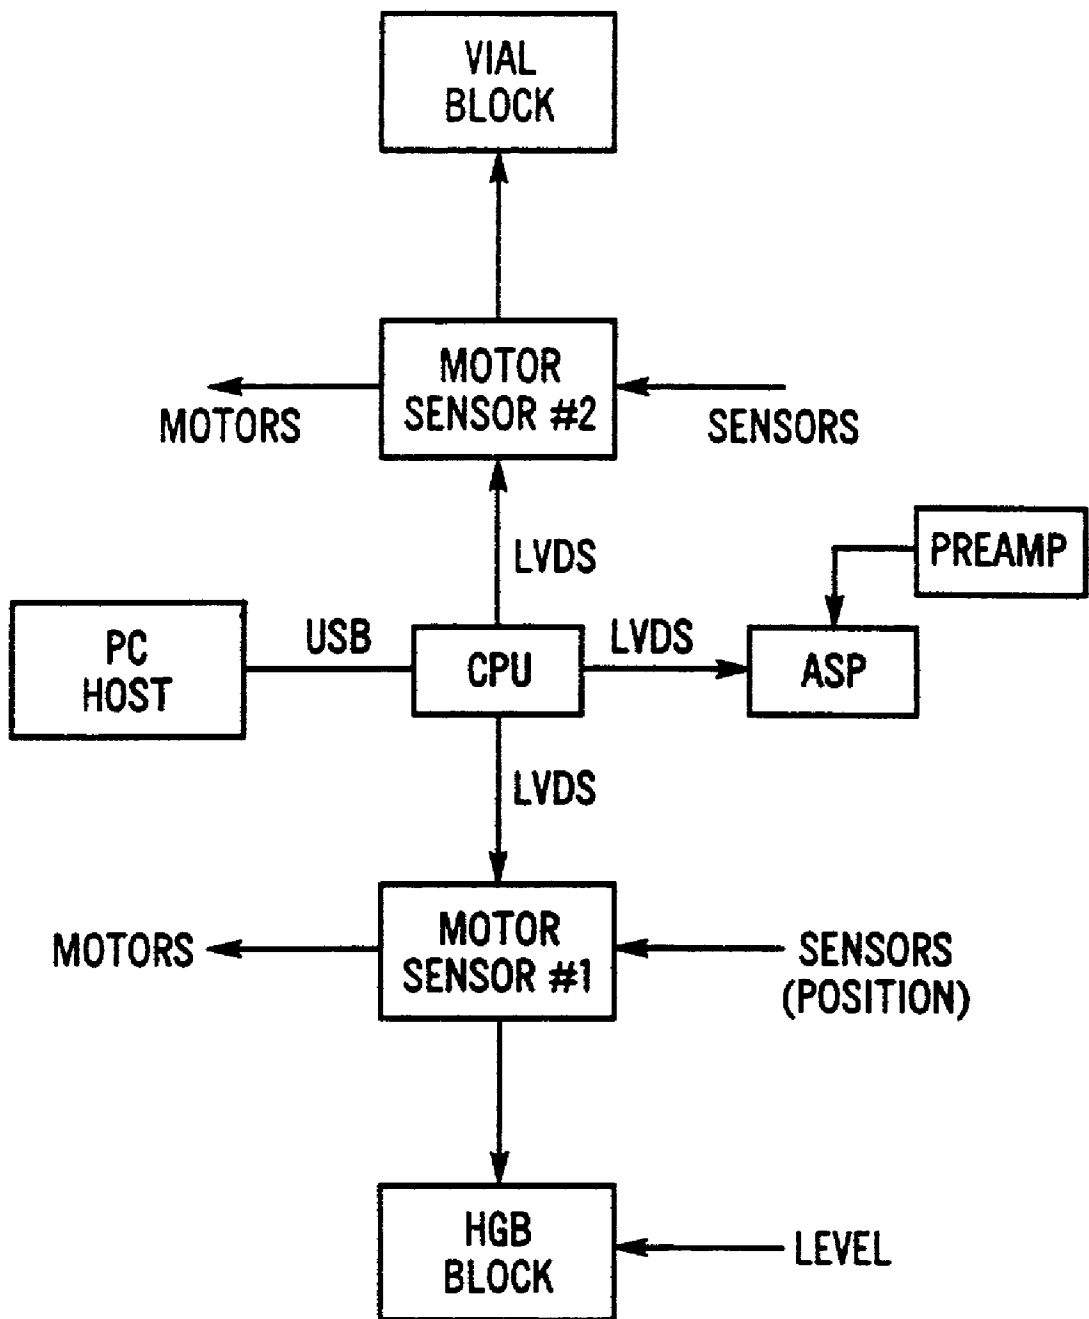 VIAL
BLOCK
MOTOR
SENSOR #2
MOTORS
SENSORS
LVDS
PREAMP
PC
HOST
USB
CPU
LVDS
ASP
LVDS
MOTORS
MOTOR
SENSOR #1
SENSORS
(POSITION)
HGB
BLOCK
LEVEL